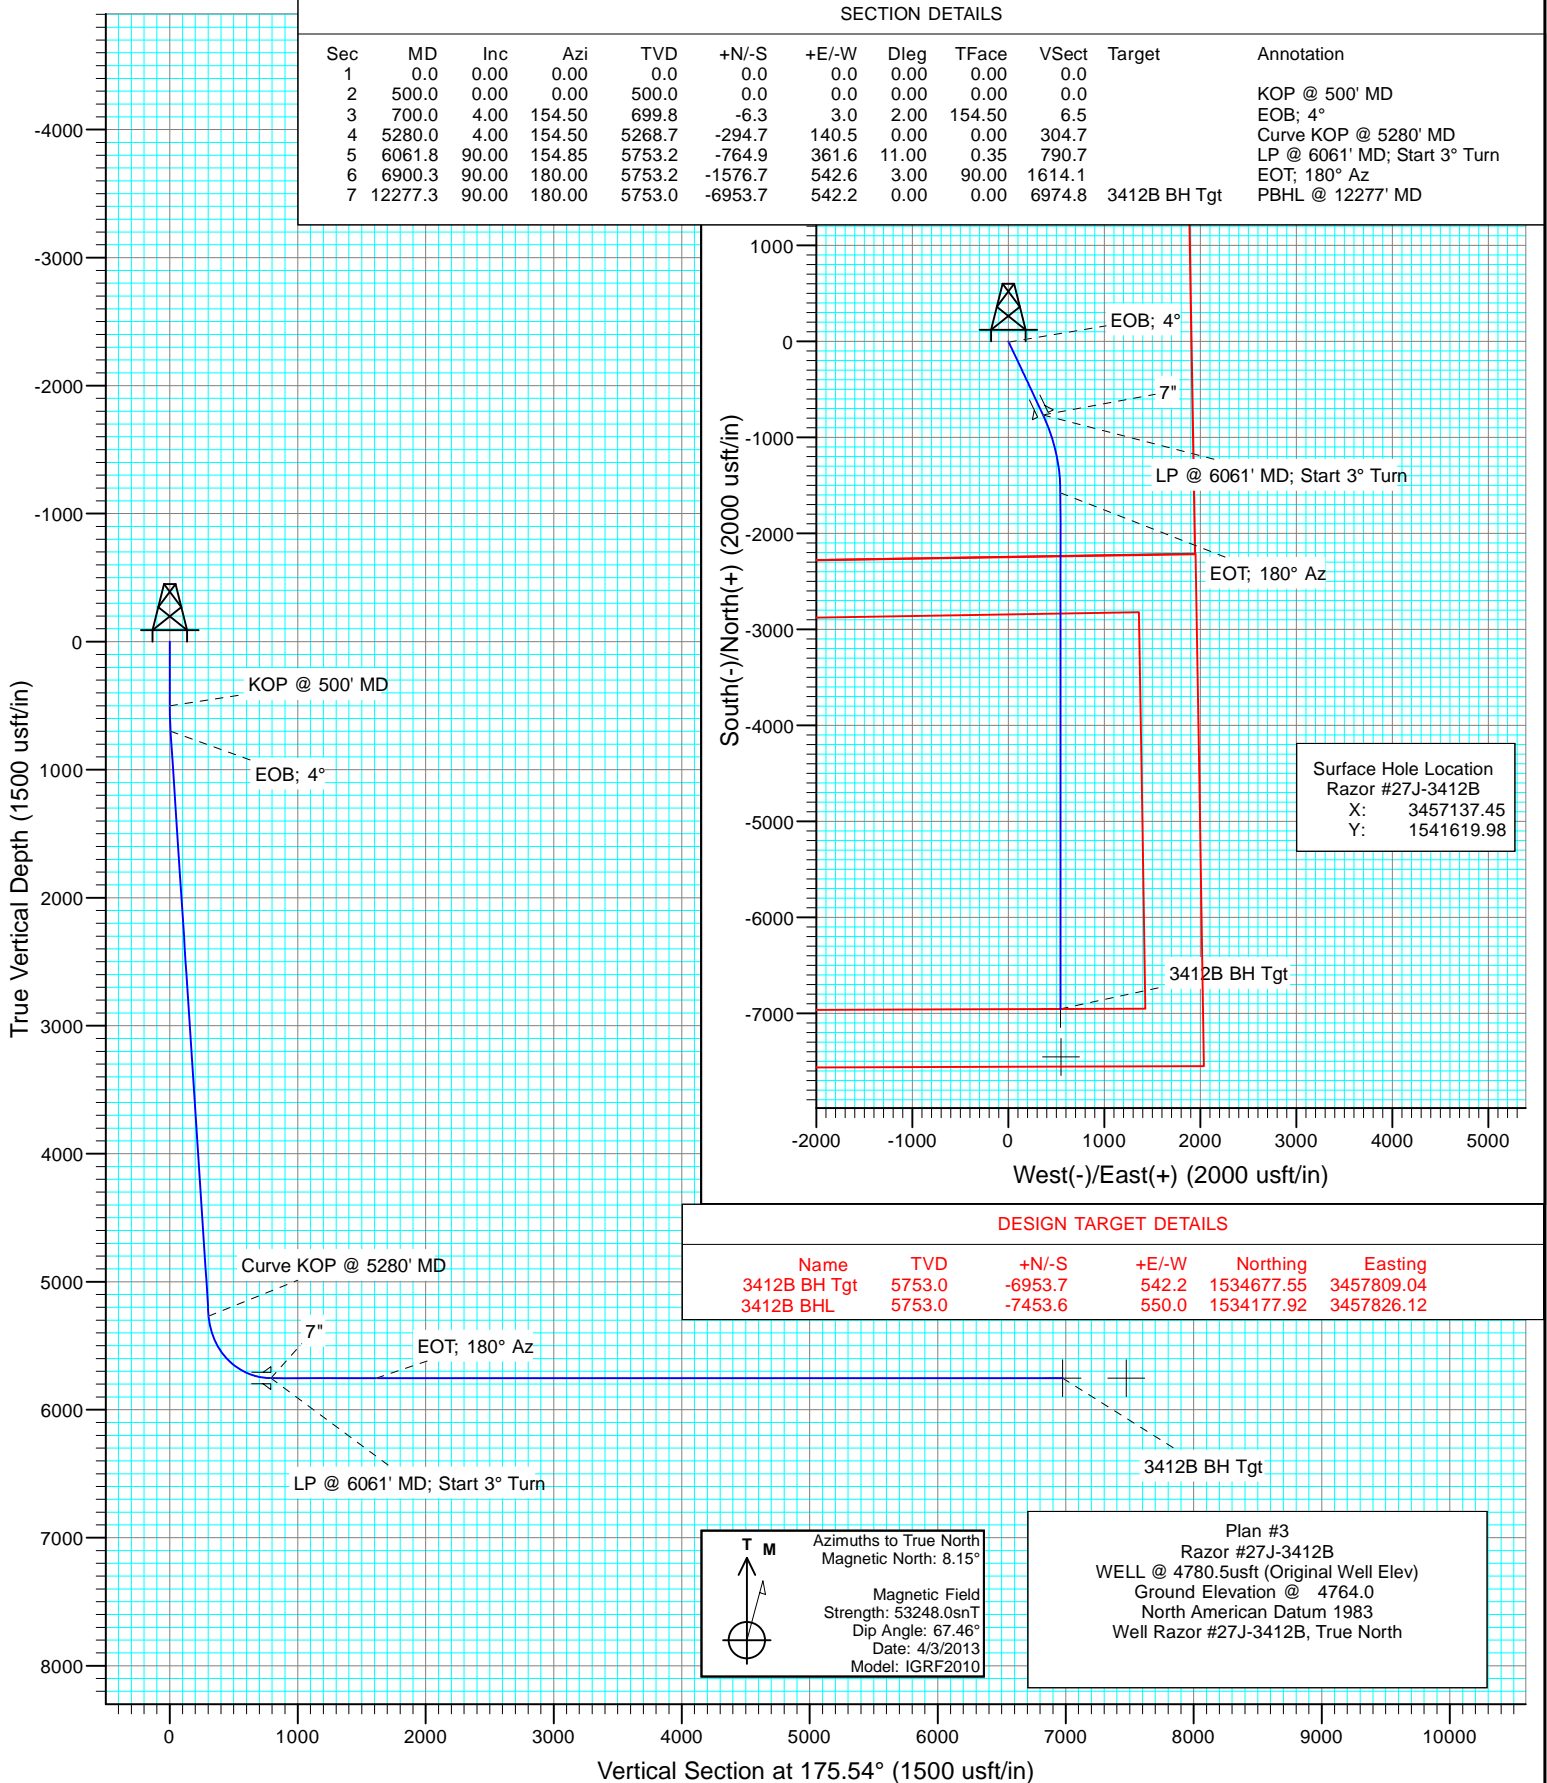 SECTION DETAILS
Sec MD Inc Azi TVD +N/-S +E/-W Dleg TFace VSect Target Annotation
1 0.0 0.00 0.00 0.0 0.0 0.0 0.00 0.00 0.0
2 500.0 0.00 0.00 500.0 0.0 0.0 0.00 0.00 0.0 KOP @ 500' MD
3 700.0 4.00 154.50 699.8 -6.3 3.0 2.00 154.50 6.5 EOB; 4°
4 5280.0 4.00 154.50 5268.7 -294.7 140.5 0.00 0.00 304.7 Curve KOP @ 5280' MD
5 6061.8 90.00 154.85 5753.2 -764.9 361.6 11.00 0.35 790.7 LP @ 6061' MD; Start 3° Turn
6 6900.3 90.00 180.00 5753.2 -1576.7 542.6 3.00 90.00 1614.1 EOT; 180° Az
7 12277.3 90.00 180.00 5753.0 -6953.7 542.2 0.00 0.00 6974.8 3412B BH Tgt PBHL @ 12277' MD
-4000
-3000
-2000
-1000
0
1000
2000
3000
4000
5000
6000
7000
8000
True Vertical Depth (1500 usft/in)
KOP @ 500' MD
EOB; 4°
Curve KOP @ 5280' MD
7"
EOT; 180° Az
LP @ 6061' MD; Start 3° Turn
3412B BH Tgt
0 1000 2000 3000 4000 5000 6000 7000 8000 9000 10000
Vertical Section at 175.54° (1500 usft/in)
1000
0
-1000
-2000
-3000
-4000
-5000
-6000
-7000
South(-)/North(+) (2000 usft/in)
EOB; 4°
7"
LP @ 6061' MD; Start 3° Turn
EOT; 180° Az
3412B BH Tgt
-2000 -1000 0 1000 2000 3000 4000 5000
West(-)/East(+) (2000 usft/in)
Surface Hole Location
Razor #27J-3412B
X: 3457137.45
Y: 1541619.98
DESIGN TARGET DETAILS
Name TVD +N/-S +E/-W Northing Easting
3412B BH Tgt 5753.0 -6953.7 542.2 1534677.55 3457809.04
3412B BHL 5753.0 -7453.6 550.0 1534177.92 3457826.12
T M
Azimuths to True North
Magnetic North: 8.15°
Magnetic Field
Strength: 53248.0snT
Dip Angle: 67.46°
Date: 4/3/2013
Model: IGRF2010
Plan #3
Razor #27J-3412B
WELL @ 4780.5usft (Original Well Elev)
Ground Elevation @ 4764.0
North American Datum 1983
Well Razor #27J-3412B, True North